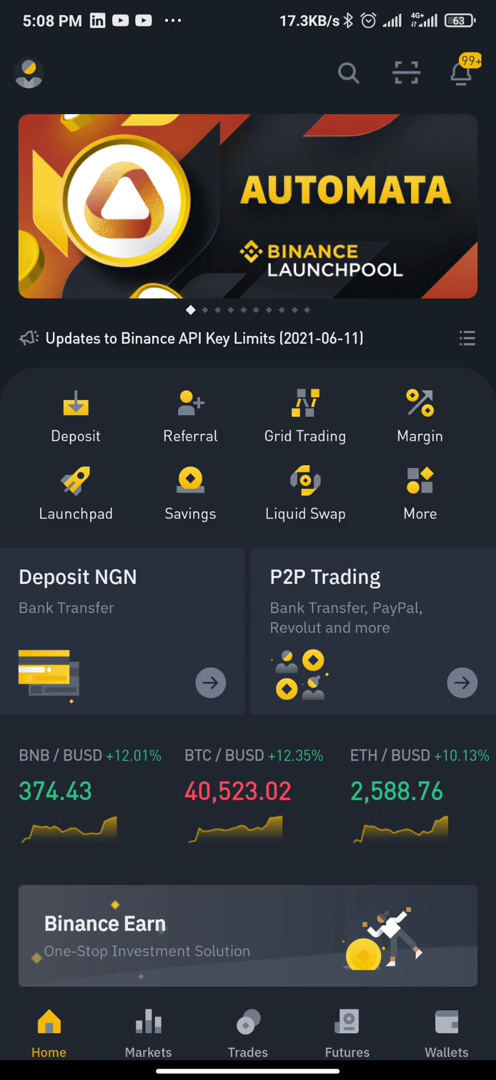 5:08 PM
17.3KB/s
4G+
63
99+
AUTOMATA
BINANCE
LAUNCHPOOL
Updates to Binance API Key Limits (2021-06-11)
Deposit Referral Grid Trading Margin
Launchpad Savings Liquid Swap More
Deposit NGN
Bank Transfer
P2P Trading
Bank Transfer, PayPal,
Revolut and more
BNB / BUSD +12.01% BTC / BUSD +12.35% ETH / BUSD +10.13%
374.43 40,523.02 2,588.76
Binance Earn
One-Stop Investment Solution
Home Markets Trades Futures Wallets